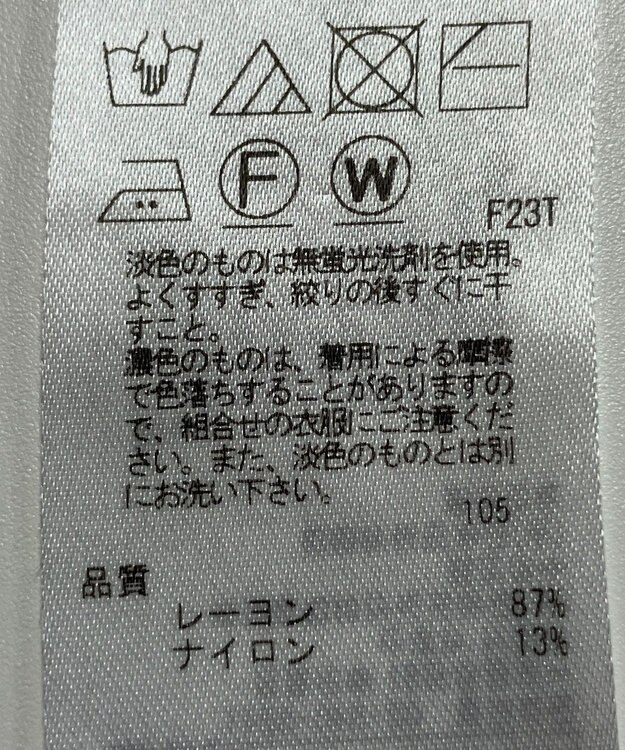 F W F23T
淡色のものは無蛍光洗剤を使用。
よくすすぎ、絞りの後すぐに干
すこと。
濃色のものは、着用による摩擦
で色落ちすることがありますの
で、組合せの衣服にご注意くだ
さい。また、淡色のものとは別
にお洗い下さい。
105
品質
レーヨン 87%
ナイロン 13%